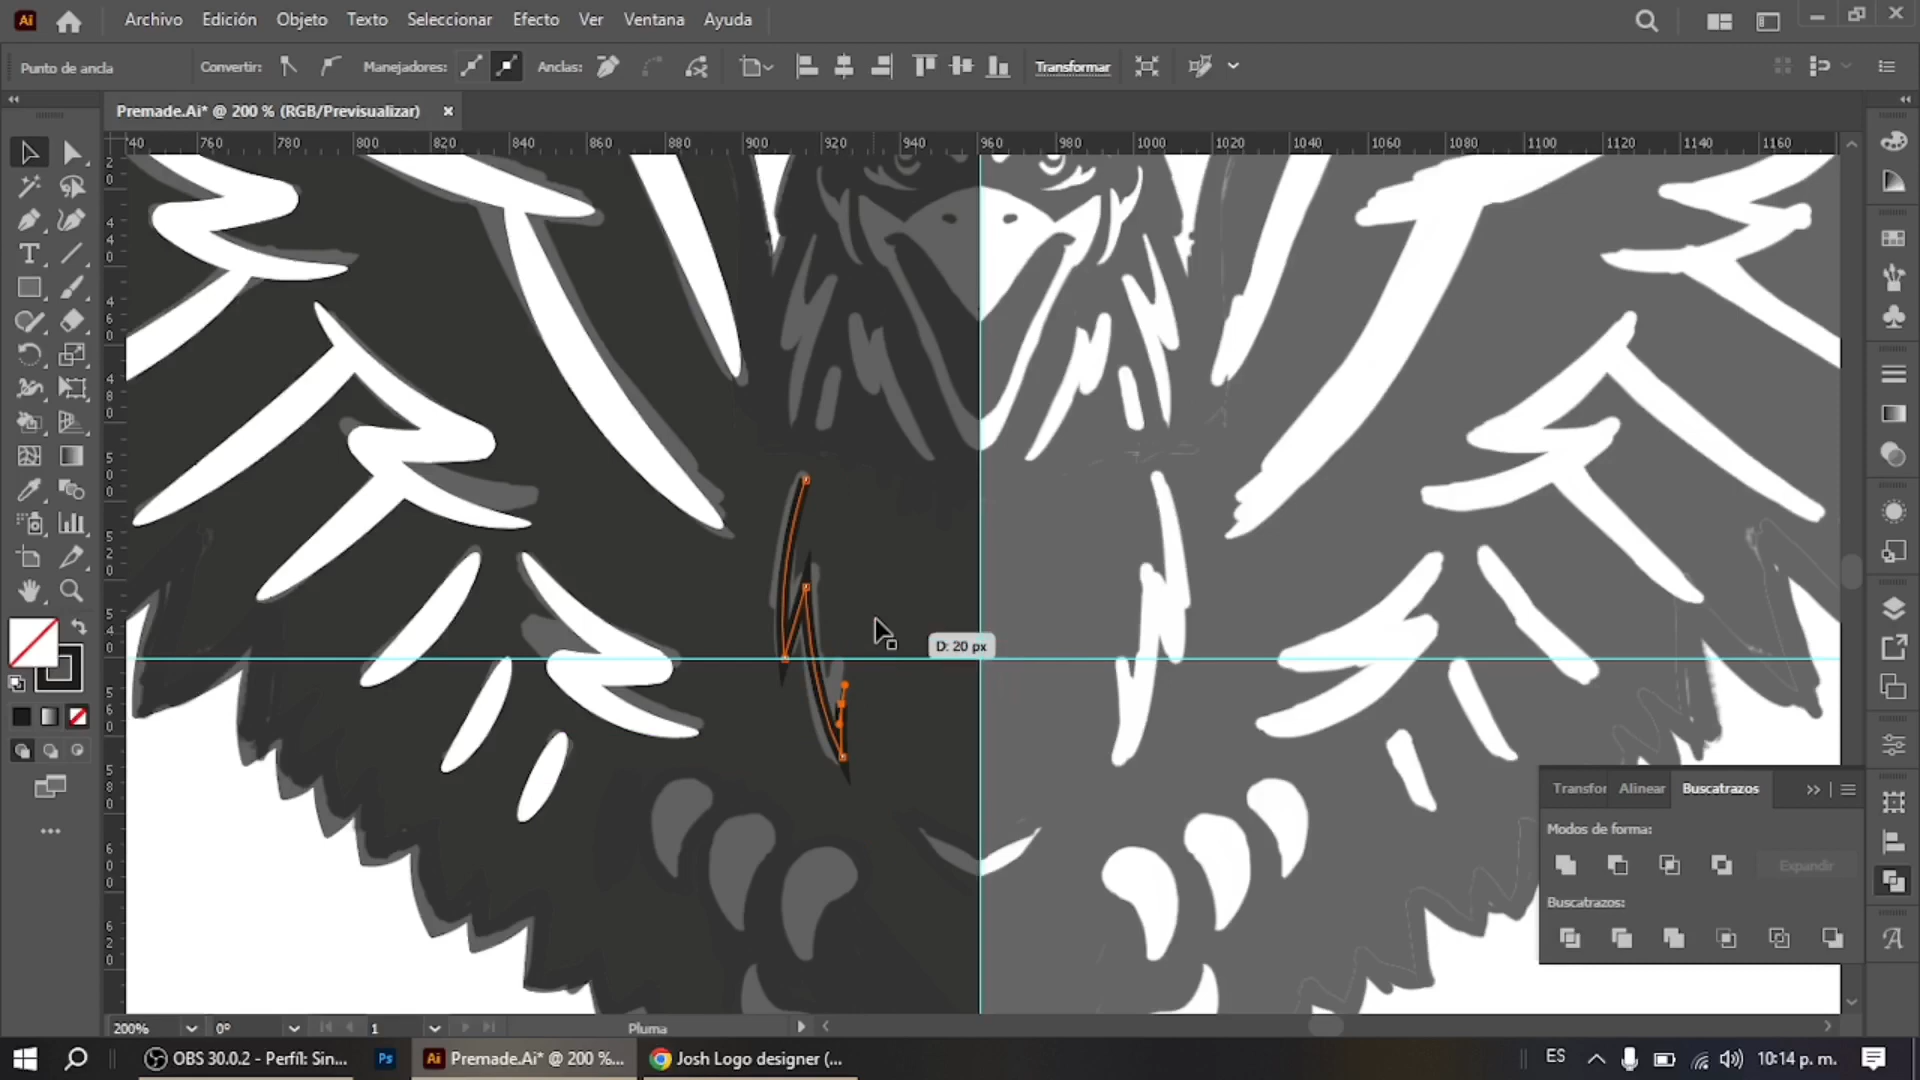 Ai Archivo Edición Objeto Texto Seleccionar Efecto Ver Ventana Ayuda
Punto de ancla Convertir: Manejadores: Anclas: Transformar
Premade.Ai* @ 200 % (RGB/Previsualizar)
740 760 780 800 820 840 860 880 900 920 940 960 980 1000 1020 1040 1060 1080 1100 1120 1140 1160
D: 20 px
Transfor Alinear Buscatrazos
Modos de forma:
Expandir
Buscatrazos:
200% 0° 1 Pluma
OBS 30.0.2 - Perfil: Sin... Ps Ai Premade.Ai* @ 200 %... Josh Logo designer (... ES 10:14 p. m.